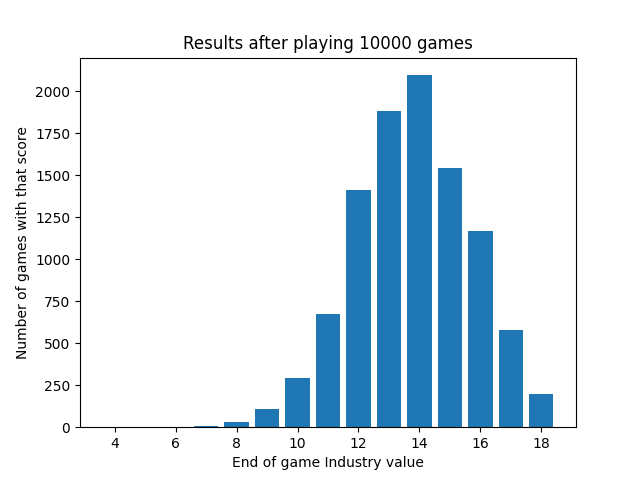 Results after playing 10000 games
Number of games with that score
2000
1750
1500
1250
1000
750
500
250
0
4 6 8 10 12 14 16 18
End of game Industry value